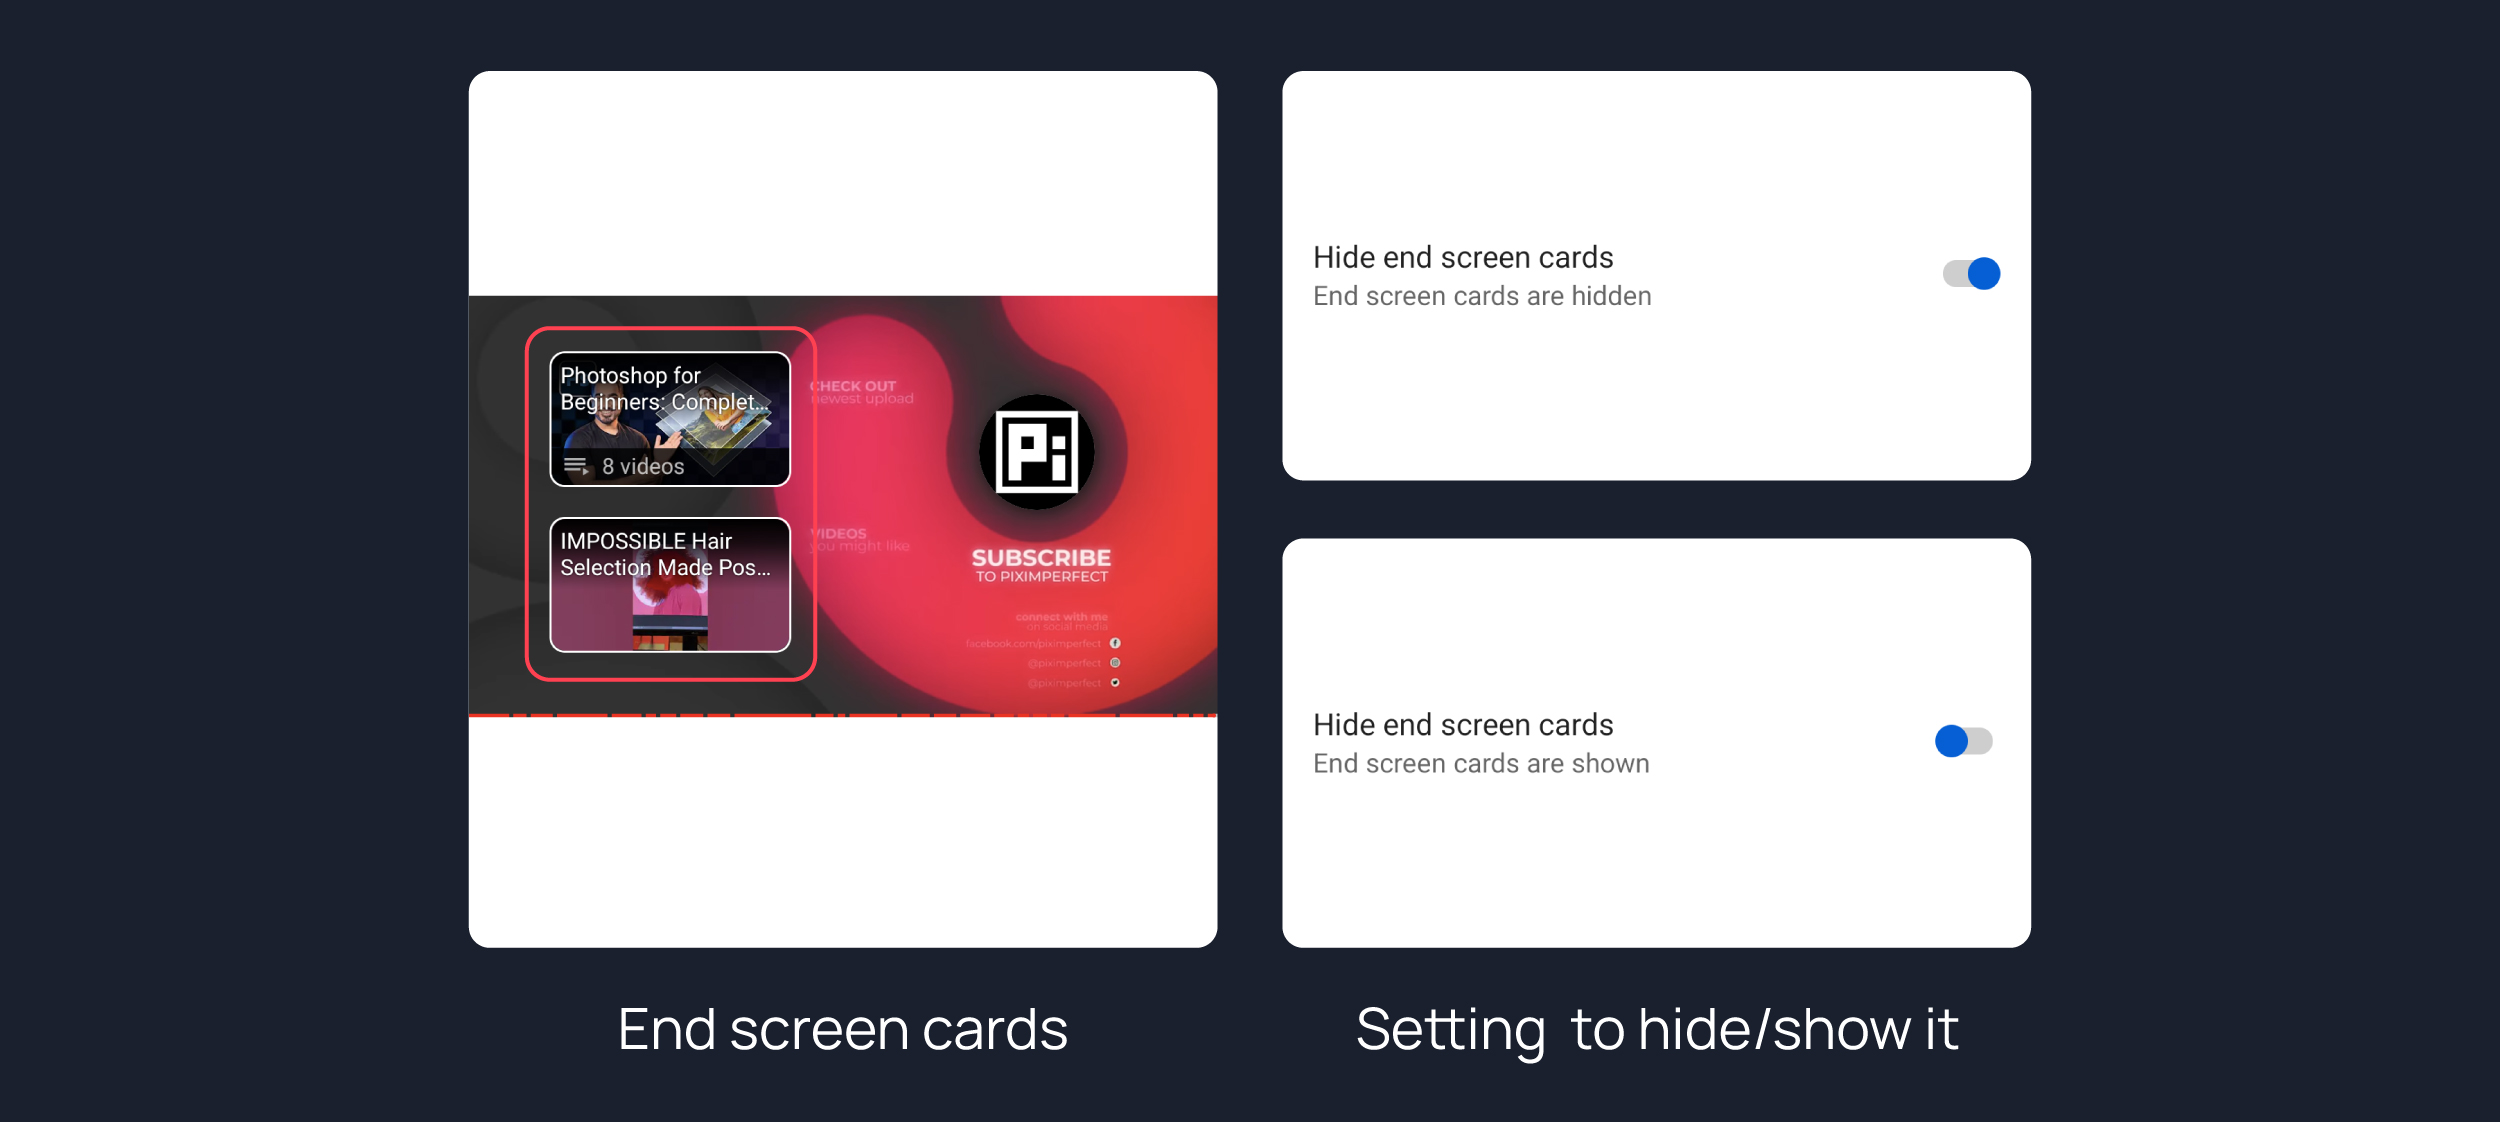 Photoshop for
Beginners: Complet...
8 videos
IMPOSSIBLE Hair
Selection Made Pos...
CHECK OUT
newest upload
VIDEOS
you might like
Pi
SUBSCRIBE
TO PIXIMPERFECT
connect with me
on social media
facebook.com/piximperfect
@piximperfect
@piximperfect
End screen cards
Hide end screen cards
End screen cards are hidden
Hide end screen cards
End screen cards are shown
Setting to hide/show it